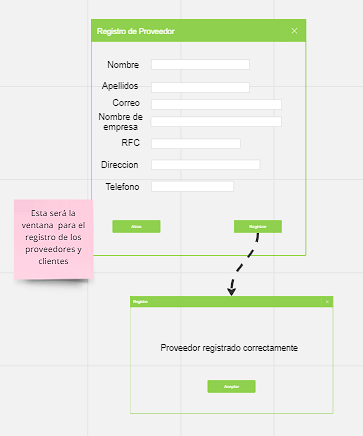 Registro de Proveedor
Nombre
Apellidos
Correo
Nombre de
empresa
RFC
Direccion
Telefono
Atras
Registrar
Esta será la
ventana para el
registro de los
proveedores y
clientes
Registro
Proveedor registrado correctamente
Aceptar